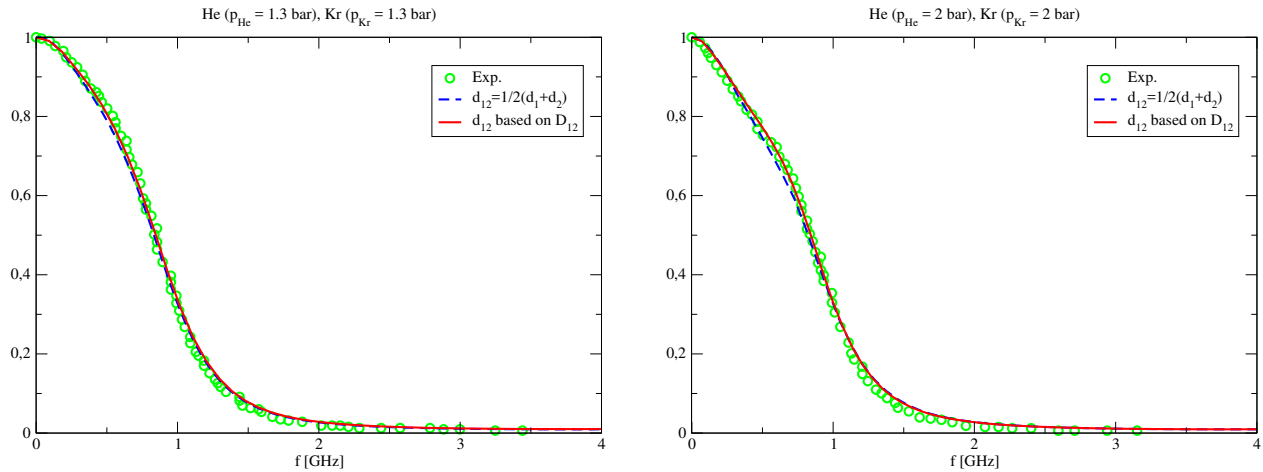 He (p_He = 1.3 bar), Kr (p_Kr = 1.3 bar)
1
0,8
0,6
0,4
0,2
0
0
1
2
3
4
f [GHz]
Exp.
d_12=1/2(d_1+d_2)
d_12 based on D_12
He (p_He = 2 bar), Kr (p_Kr = 2 bar)
1
0,8
0,6
0,4
0,2
0
0
1
2
3
4
f [GHz]
Exp.
d_12=1/2(d_1+d_2)
d_12 based on D_12